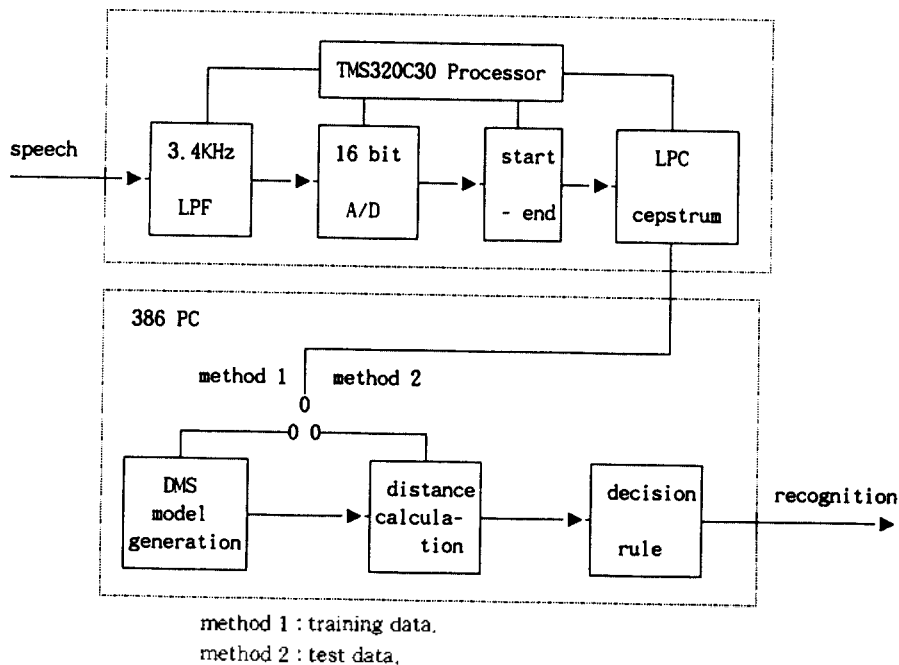 TMS320C30 Processor
speech
3.4KHz
LPF
16 bit
A/D
start
- end
LPC
cepstrum
386 PC
method 1
method 2
0
0 0
DMS
model
generation
distance
calcula-
tion
decision
rule
recognition
method 1 : training data.
method 2 : test data.